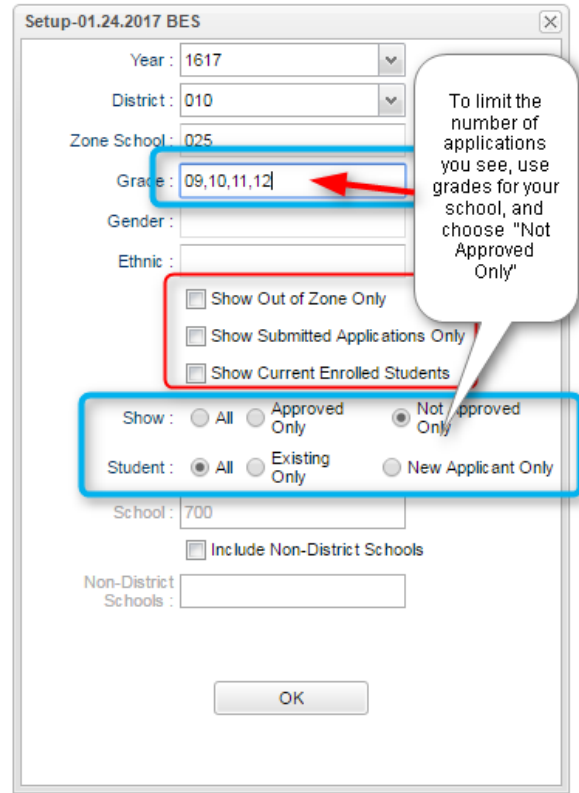 Setup-01.24.2017 BES
Year : 1617
District : 010
Zone School : 025
Grade : 09,10,11,12
Gender :
Ethnic :
To limit the
number of
applications
you see, use
grades for your
school, and
choose "Not
Approved
Only"
Show Out of Zone Only
Show Submitted Applications Only
Show Current Enrolled Students
Show : All Approved Only Not Approved Only
Student : All Existing Only New Applicant Only
School : 700
Include Non-District Schools
Non-District
Schools :
OK